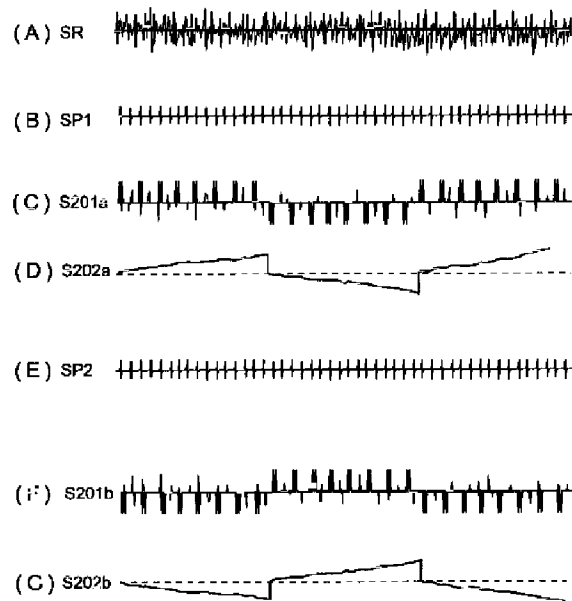 (A) SR
(B) SP1
(C) S201a
(D) S202a
(E) SP2
(F) S201b
(G) S202b